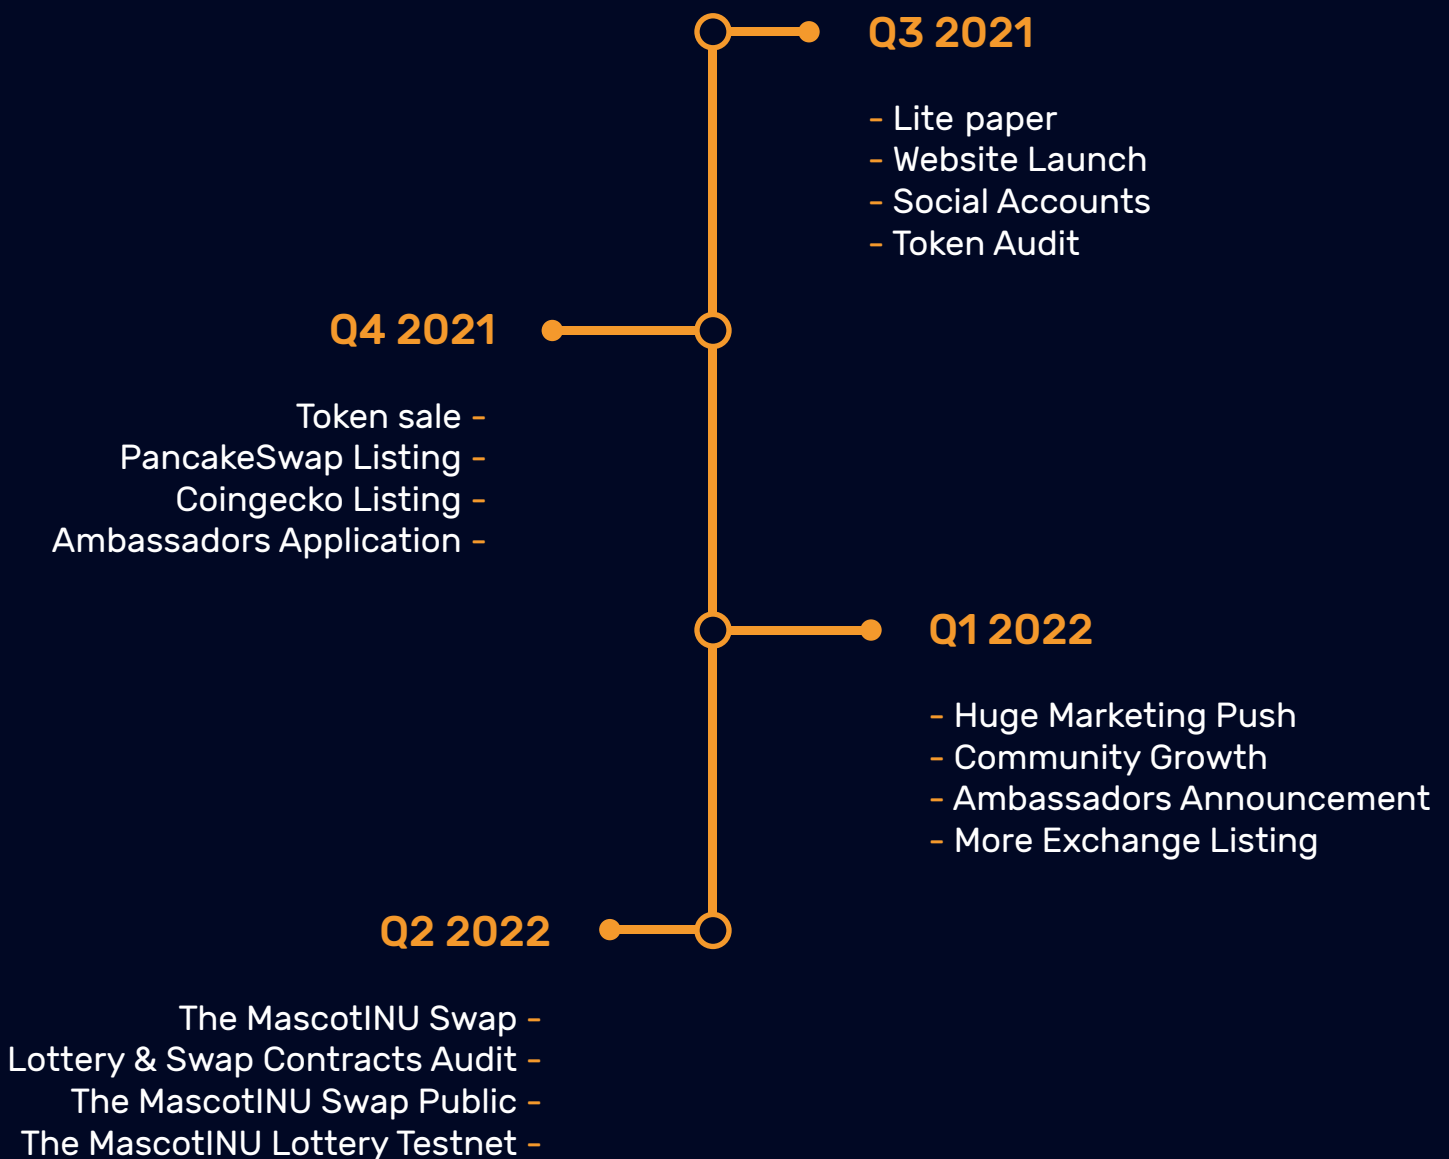 Q3 2021
- Lite paper
- Website Launch
- Social Accounts
- Token Audit
Q4 2021
Token sale -
PancakeSwap Listing -
Coingecko Listing -
Ambassadors Application -
Q1 2022
- Huge Marketing Push
- Community Growth
- Ambassadors Announcement
- More Exchange Listing
Q2 2022
The MascotINU Swap -
Lottery & Swap Contracts Audit -
The MascotINU Swap Public -
The MascotINU Lottery Testnet -